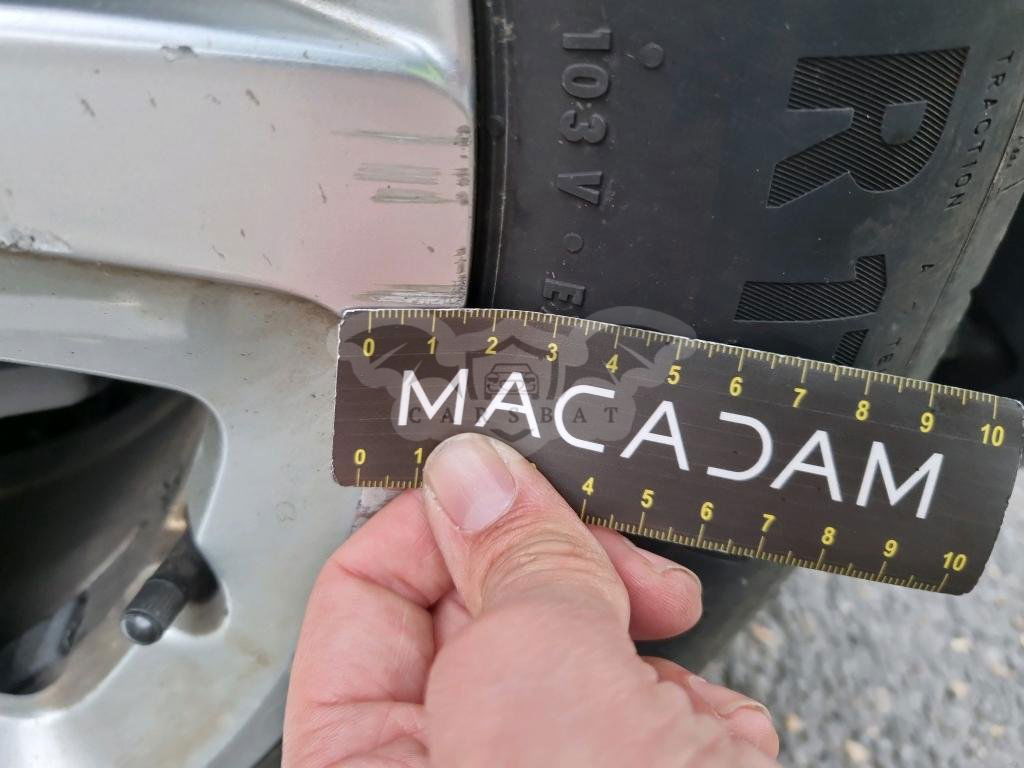 103 V
R
TRACTION A
0 1 2 3 4 5 6 7 8 9 10
MACADAM
CARSBAT
0 1 4 5 6 7 8 9 10